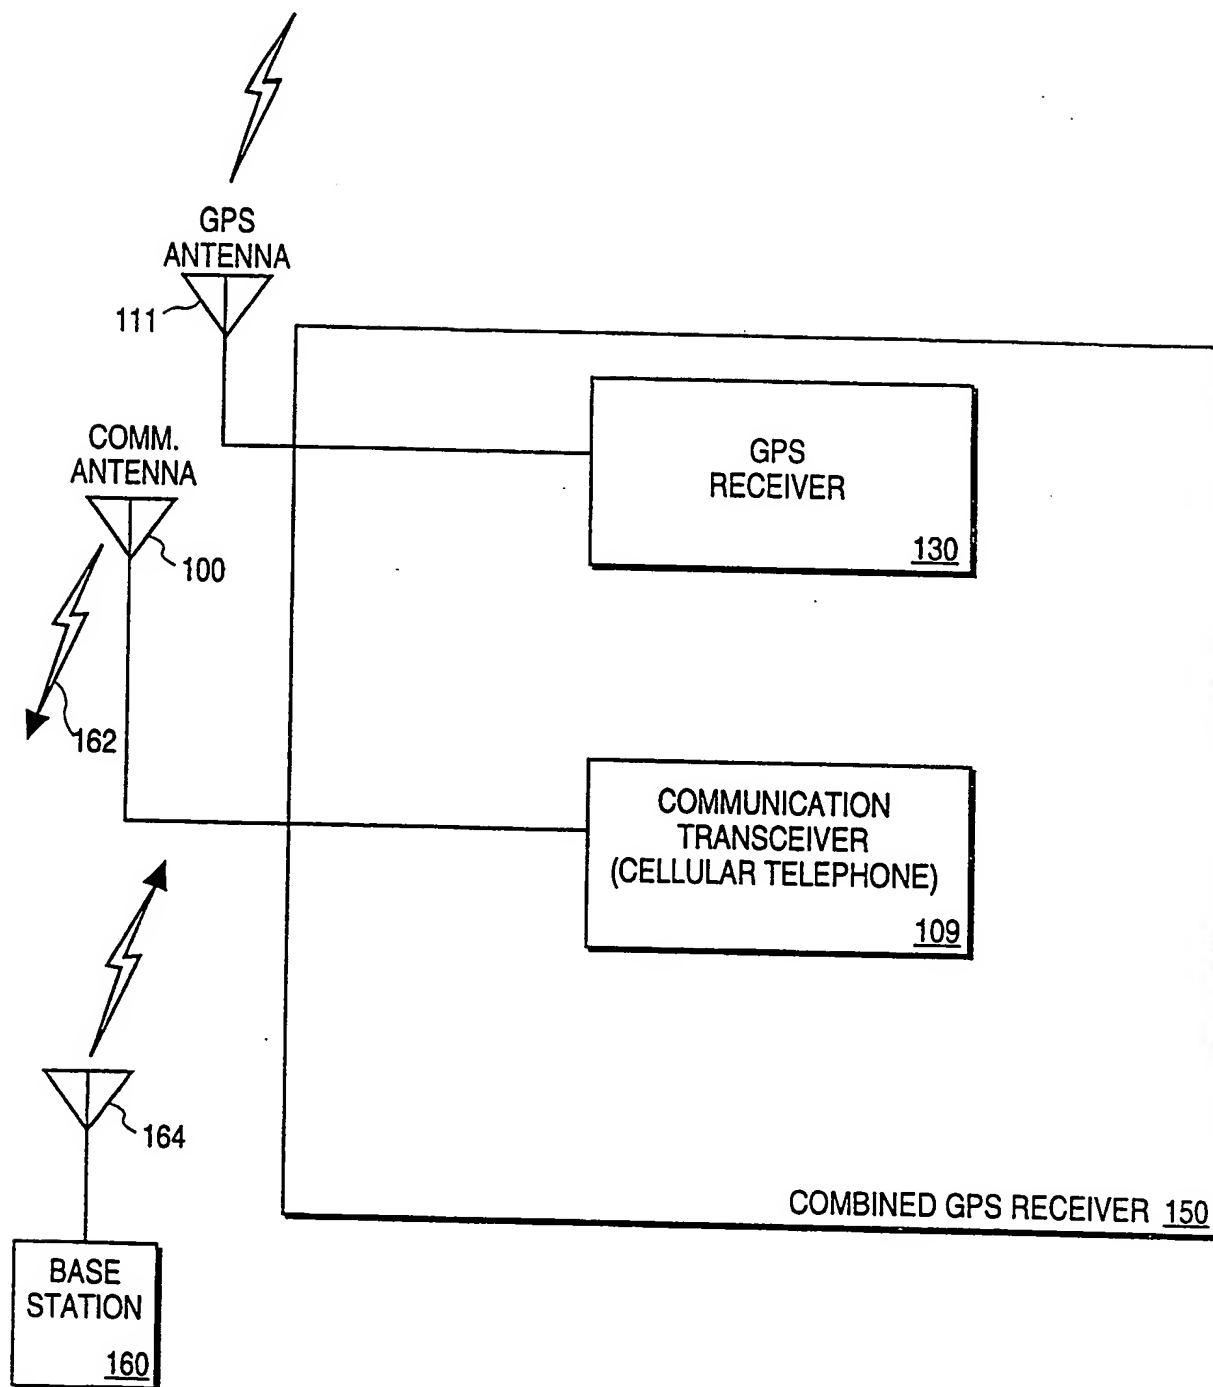 GPS
ANTENNA
111
COMM.
ANTENNA
100
162
GPS
RECEIVER
130
COMMUNICATION
TRANSCEIVER
(CELLULAR TELEPHONE)
109
164
COMBINED GPS RECEIVER 150
BASE
STATION
160